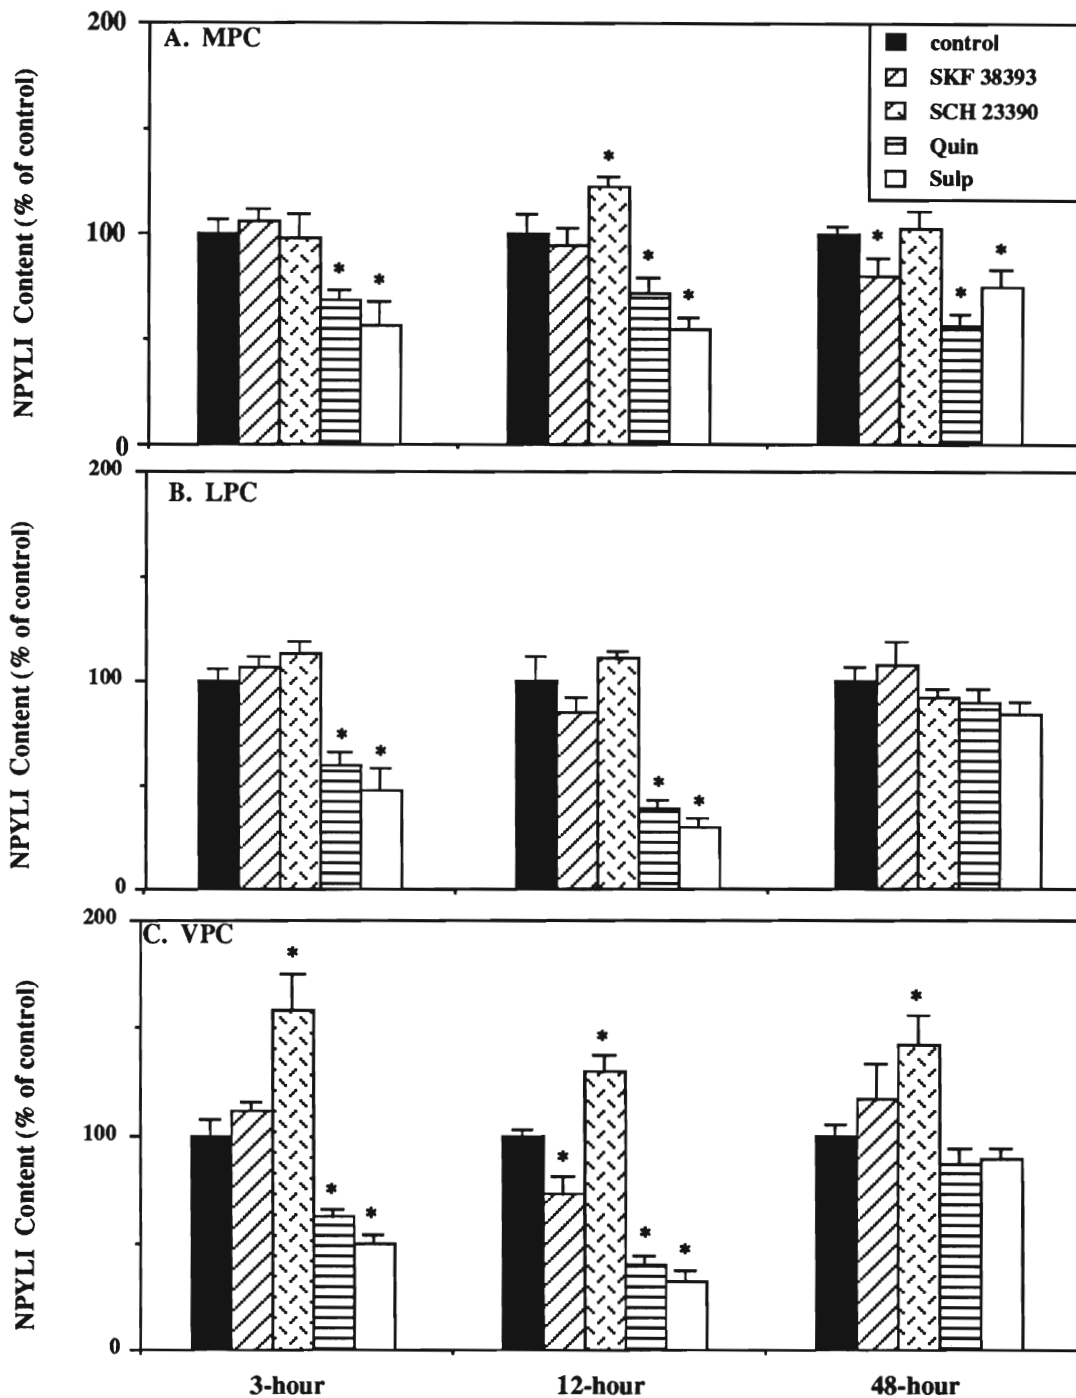 200
A. MPC
control
SKF 38393
SCH 23390
Quin
Sulp
NPYLI Content (% of control)
*
*
*
*
*
*
*
*
100
0
200
B. LPC
NPYLI Content (% of control)
100
*
*
*
*
0
200
C. VPC
NPYLI Content (% of control)
*
*
*
100
*
*
*
*
*
0
3-hour
12-hour
48-hour